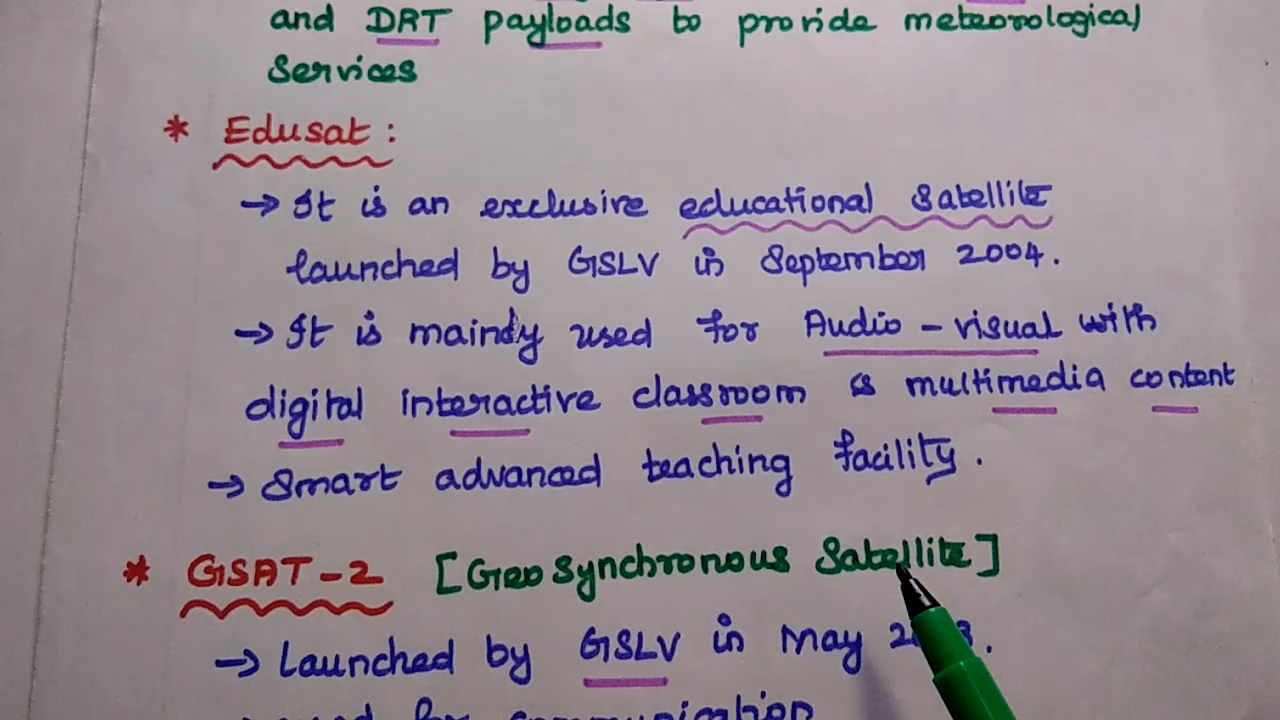 and DRT payloads to provide meteorological
Services
* Edusat :
→ It is an exclusive educational Satellite
launched by GSLV in September 2004.
→ It is mainly used for Audio - visual with
digital interactive classroom & multimedia content
→ Smart advanced teaching facility.
* GSAT-2 [Geo Synchronous Satellite]
→ Launched by GSLV in May